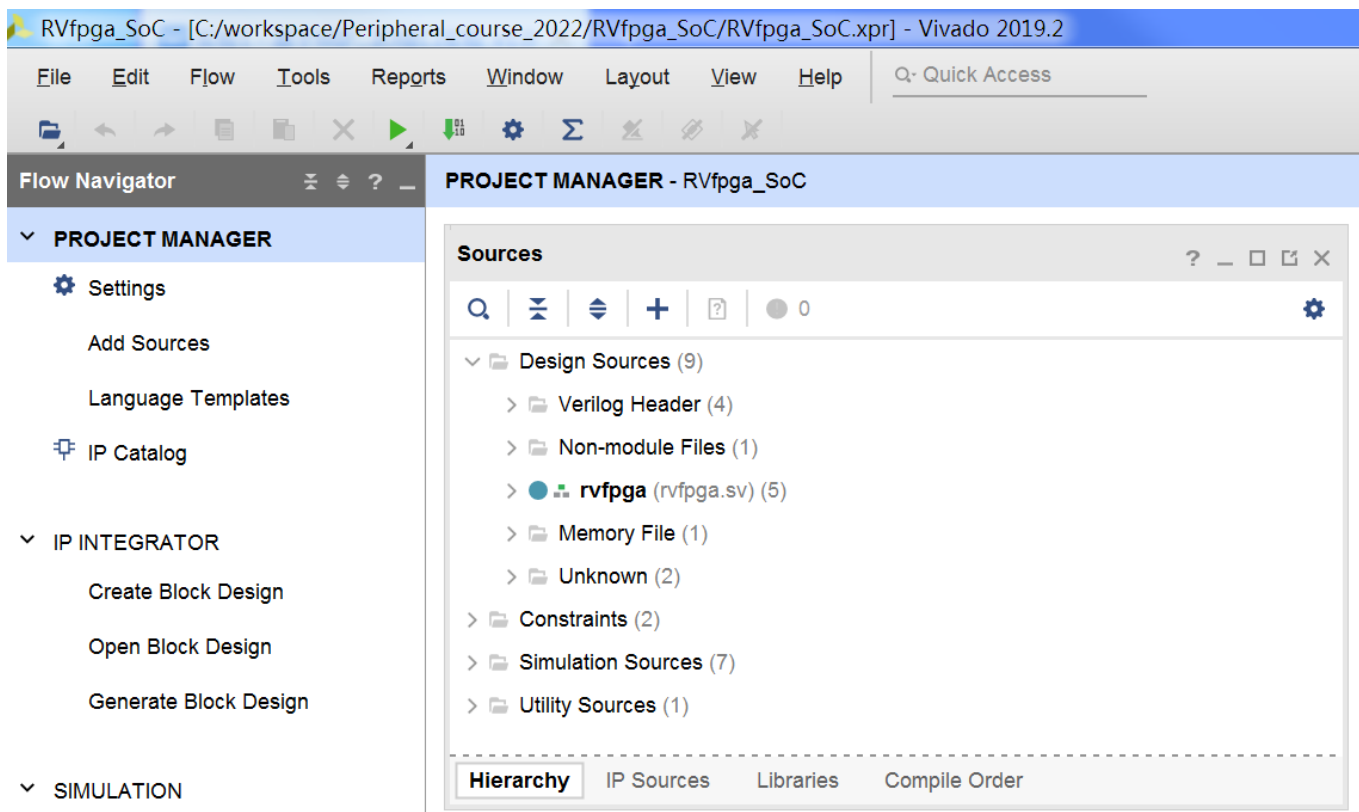 RVfpga_SoC - [C:/workspace/Peripheral_course_2022/RVfpga_SoC/RVfpga_SoC.xpr] - Vivado 2019.2
File Edit Flow Tools Reports Window Layout View Help Quick Access
Flow Navigator
PROJECT MANAGER
Settings
Add Sources
Language Templates
IP Catalog
IP INTEGRATOR
Create Block Design
Open Block Design
Generate Block Design
SIMULATION
PROJECT MANAGER - RVfpga_SoC
Sources
0
Design Sources (9)
Verilog Header (4)
Non-module Files (1)
rvfpga (rvfpga.sv) (5)
Memory File (1)
Unknown (2)
Constraints (2)
Simulation Sources (7)
Utility Sources (1)
Hierarchy IP Sources Libraries Compile Order